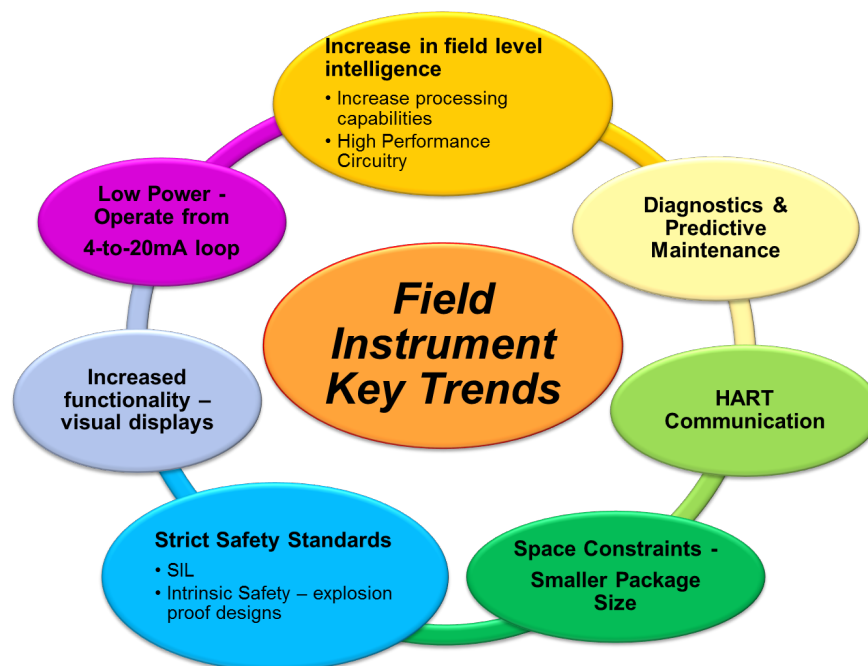 Increase in field level
intelligence
• Increase processing
capabilities
• High Performance
Circuitry
Low Power -
Operate from
4-to-20mA loop
Diagnostics &
Predictive
Maintenance
Field
Instrument
Key Trends
Increased
functionality –
visual displays
HART
Communication
Strict Safety Standards
• SIL
• Intrinsic Safety – explosion
proof designs
Space Constraints -
Smaller Package
Size